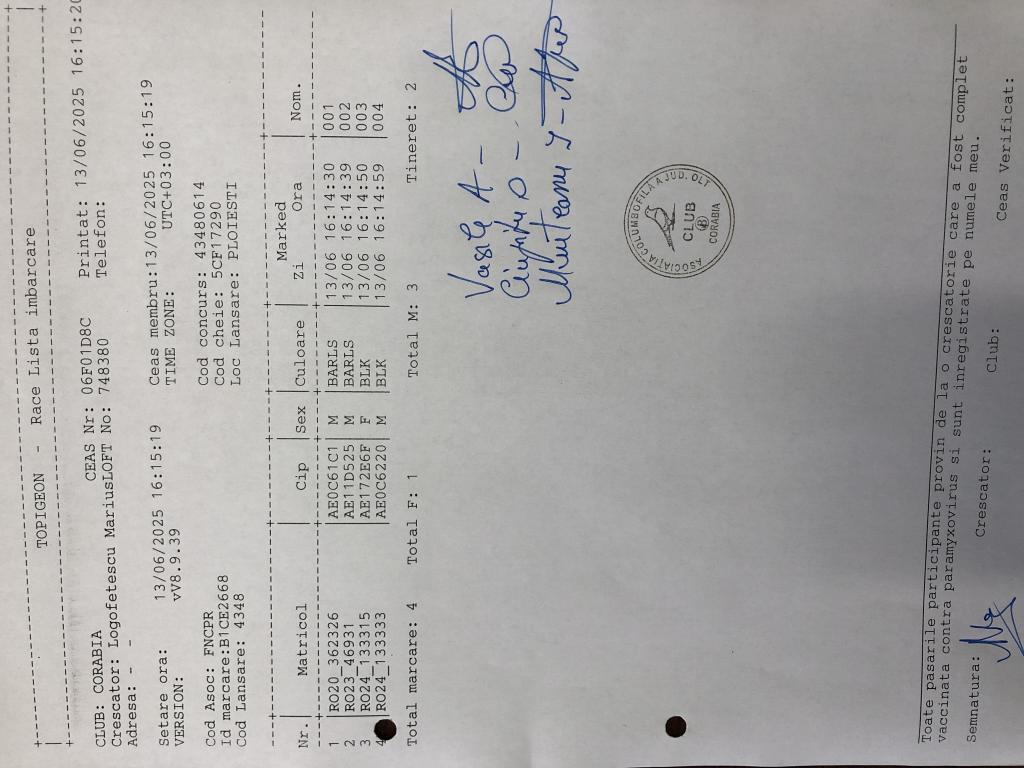 TOPIGEON - Race Lista imbarcare
CEAS Nr: 06F01D8C Printat: 13/06/2025 16:15:20
CLUB: CORABIA
Crescator: Logofetescu MariusLOFT No: 748380 Telefon:
Adresa: - -
Setare ora: 13/06/2025 16:15:19 Ceas membru:13/06/2025 16:15:19
VERSION: vV8.9.39 TIME ZONE: UTC+03:00
Cod Asoc: FNCPR Cod concurs: 43480614
Id marcare:B1CE2668 Cod cheie: 5CF17290
Cod Lansare: 4348 Loc Lansare: PLOIESTI
Marked
Nr. | Matricol | Cip | Sex | Culoare | Zi Ora | Nom.
1 |RO20_362326 |AE0C61C1| M | BARLS |13/06 16:14:30 |001
2 |RO23_49931 |AE11D525| M | BARLS |13/06 16:14:39 |002
3 |RO24_133315 |AE172E6F| F | BLK |13/06 16:14:50 |003
4 |RO24_133333 |AE0C6220| M | BLK |13/06 16:14:59 |004
Total marcare: 4 Total F: 1 Total M: 3 Tineret: 2
Vasile A -
Munteanu I -
ASOCIATIA COLUMBOFILA A JUD. OLT
CLUB
CORABIA
Toate pasarile participante provin de la o crescatorie care a fost complet
vaccinata contra paramyxovirus si sunt inregistrate pe numele meu.
Semnatura: Crescator: Club: Ceas Verificat: